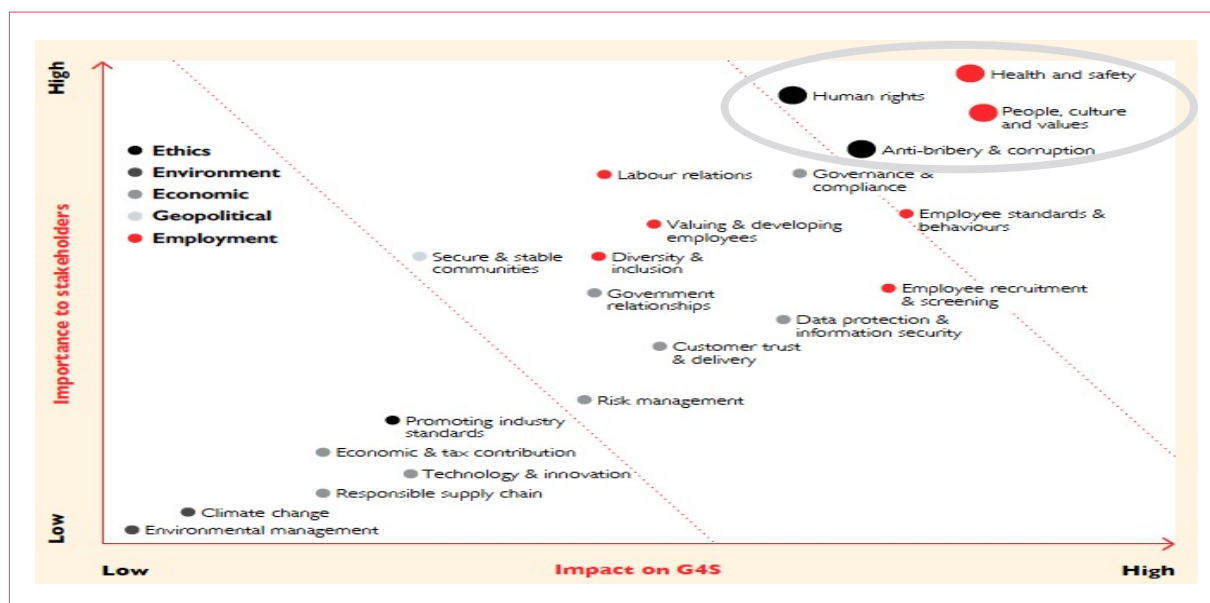 High
Health and safety
Human rights
People, culture
and values
Ethics
Anti-bribery & corruption
Environment
Labour relations
Governance &
compliance
Economic
Geopolitical
Employee standards &
behaviours
Valuing & developing
employees
Employment
Secure & stable
communities
Diversity &
inclusion
Government
relationships
Employee recruitment
& screening
Data protection &
information security
Importance to stakeholders
Customer trust
& delivery
Risk management
Promoting industry
standards
Economic & tax contribution
Technology & innovation
Responsible supply chain
Climate change
Environmental management
Low
Low
Impact on G4S
High